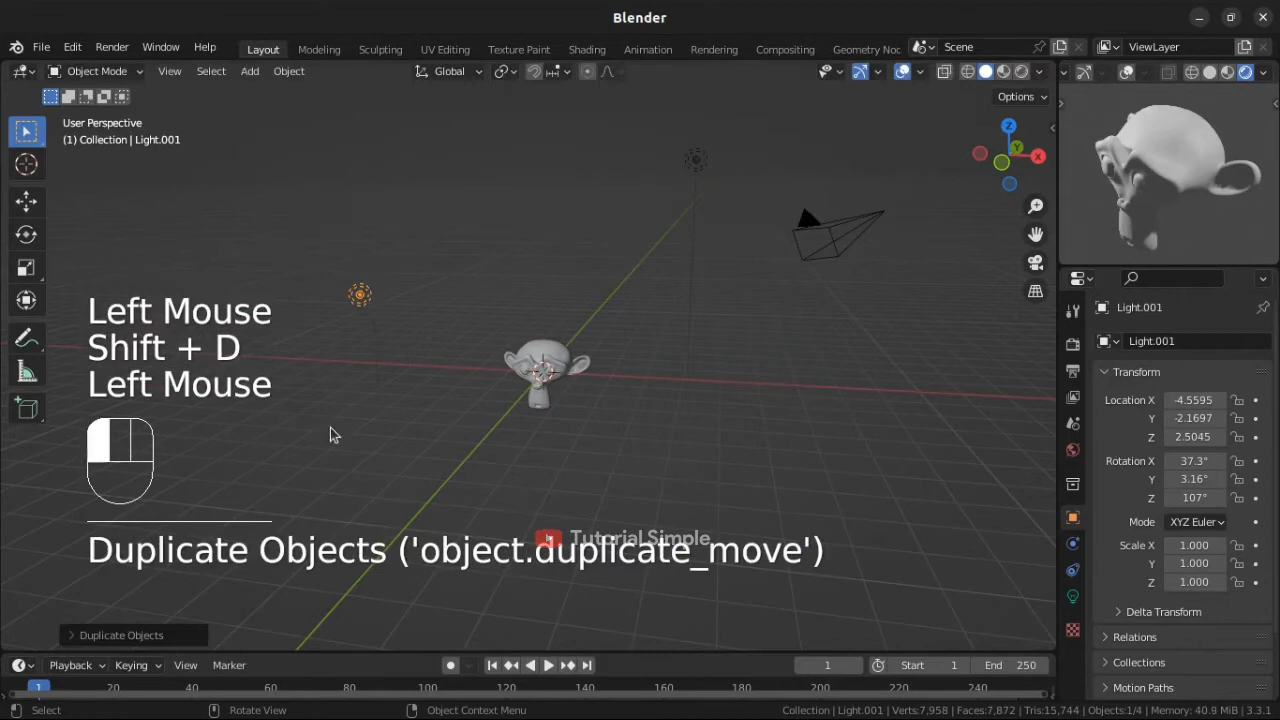 Blender
File Edit Render Window Help Layout Modeling Sculpting UV Editing Texture Paint Shading Animation Rendering Compositing Geometry Noc Scene ViewLayer
Object Mode View Select Add Object Global
Options
User Perspective
(1) Collection | Light.001
Z
Y
X
Left Mouse
Shift + D
Left Mouse
Duplicate Objects ('object.duplicate_move')
Tutorial Simple
Duplicate Objects
Light.001
Light.001
Transform
Location X -4.5595
Y -2.1697
Z 2.5045
Rotation X 37.3°
Y 3.16°
Z 107°
Mode XYZ Euler
Scale X 1.000
Y 1.000
Z 1.000
Delta Transform
Relations
Collections
Motion Paths
Playback Keying View Marker 1 Start 1 End 250
1 20 40 60 80 100 120 140 160 180 200 220 240
Select Rotate View Object Context Menu Collection | Light.001 | Verts:7,958 | Faces:7,872 | Tris:15,744 | Objects:1/4 | Memory: 40.9 MiB | 3.3.1